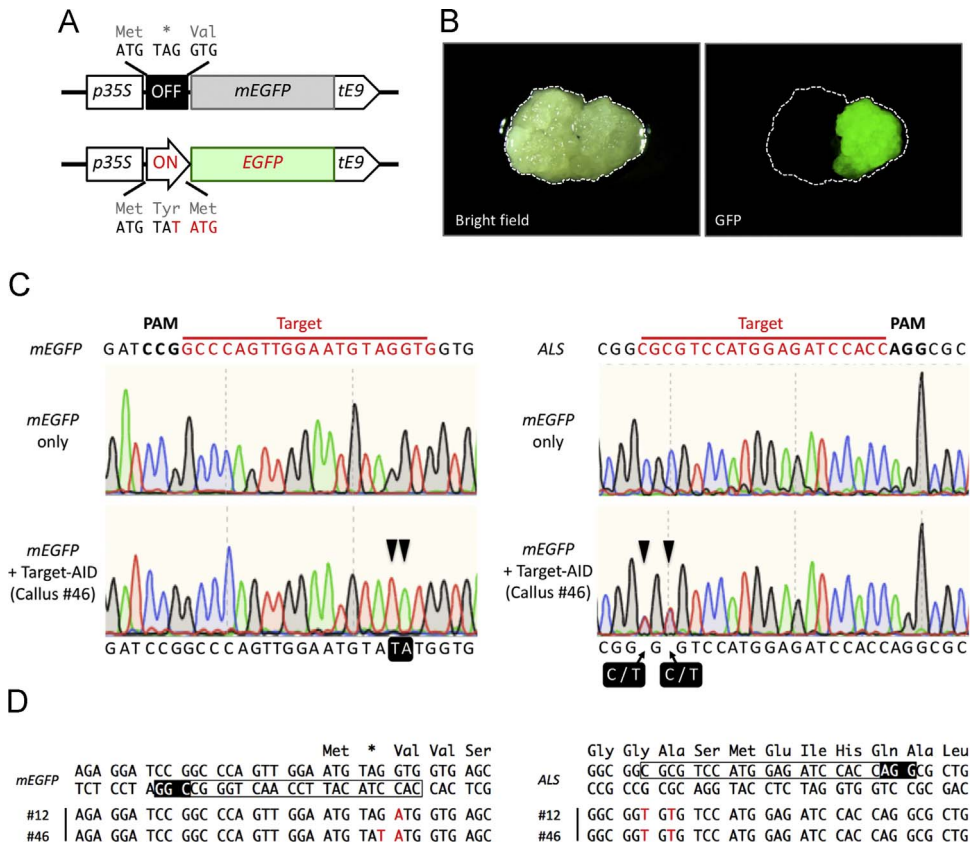 A
Met * Val
ATG TAG GTG
p35S OFF mEGFP tE9
p35S ON EGFP tE9
Met Tyr Met
ATG TAT ATG
B
Bright field
GFP
C
PAM Target
mEGFP GATCCGGCCCAGTTGGAATGTAGGTGGTG
mEGFP
only
mEGFP
+ Target-AID
(Callus #46)
GATCCGGCCCAGTTGGAATGTATATGGTG
Target PAM
ALS CGGCGCGTCCATGGAGATCCACCAGGCGC
mEGFP
only
mEGFP
+ Target-AID
(Callus #46)
CGG G GTCCATGGAGATCCACCAGGCGC
C/T C/T
D
Met * Val Val Ser
mEGFP AGA GGA TCC GGC CCA GTT GGA ATG TAG GTG GTG AGC
TCT CCT AGG CCG GGT CAA CCT TAC ATC CAC CAC TCG
#12 AGA GGA TCC GGC CCA GTT GGA ATG TAG ATG GTG AGC
#46 AGA GGA TCC GGC CCA GTT GGA ATG TAT ATG GTG AGC
Gly Gly Ala Ser Met Glu Ile His Gln Ala Leu
ALS GGC GGC GCG TCC ATG GAG ATC CAC CAG GCG CTG
CCG CCG CGC AGG TAC CTC TAG GTG GTC CGC GAC
#12 GGC GGT GTG TCC ATG GAG ATC CAC CAG GCG CTG
#46 GGC GGT GTG TCC ATG GAG ATC CAC CAG GCG CTG